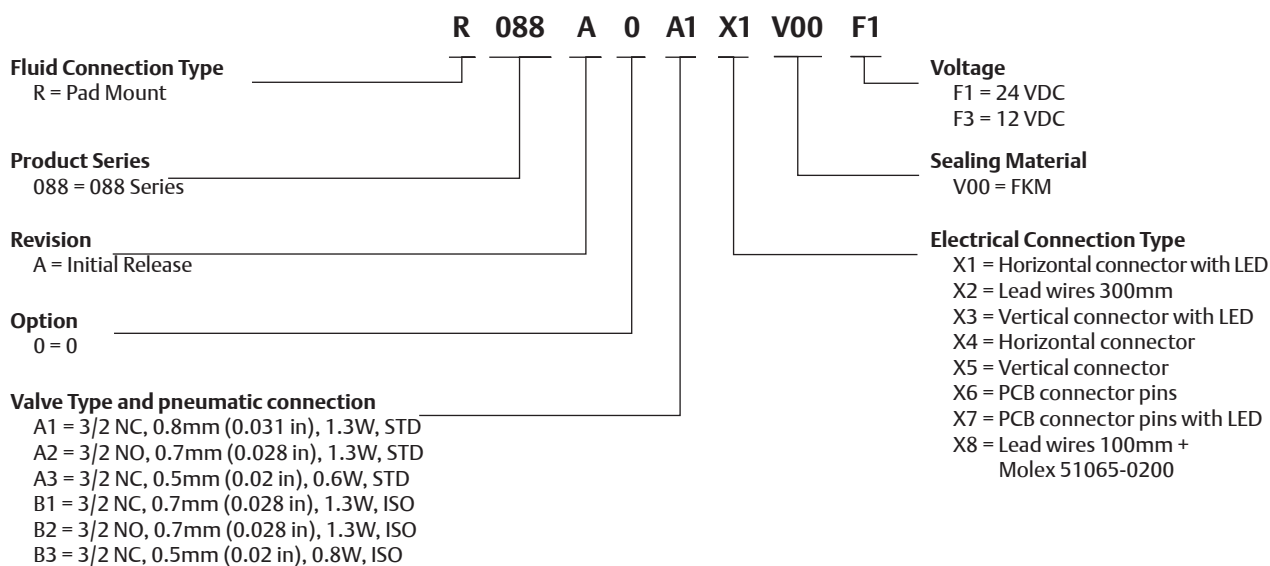 R 088 A 0 A1 X1 V00 F1
Fluid Connection Type
R = Pad Mount
Product Series
088 = 088 Series
Revision
A = Initial Release
Option
0 = 0
Valve Type and pneumatic connection
A1 = 3/2 NC, 0.8mm (0.031 in), 1.3W, STD
A2 = 3/2 NO, 0.7mm (0.028 in), 1.3W, STD
A3 = 3/2 NC, 0.5mm (0.02 in), 0.6W, STD
B1 = 3/2 NC, 0.7mm (0.028 in), 1.3W, ISO
B2 = 3/2 NO, 0.7mm (0.028 in), 1.3W, ISO
B3 = 3/2 NC, 0.5mm (0.02 in), 0.8W, ISO
Voltage
F1 = 24 VDC
F3 = 12 VDC
Sealing Material
V00 = FKM
Electrical Connection Type
X1 = Horizontal connector with LED
X2 = Lead wires 300mm
X3 = Vertical connector with LED
X4 = Horizontal connector
X5 = Vertical connector
X6 = PCB connector pins
X7 = PCB connector pins with LED
X8 = Lead wires 100mm +
Molex 51065-0200